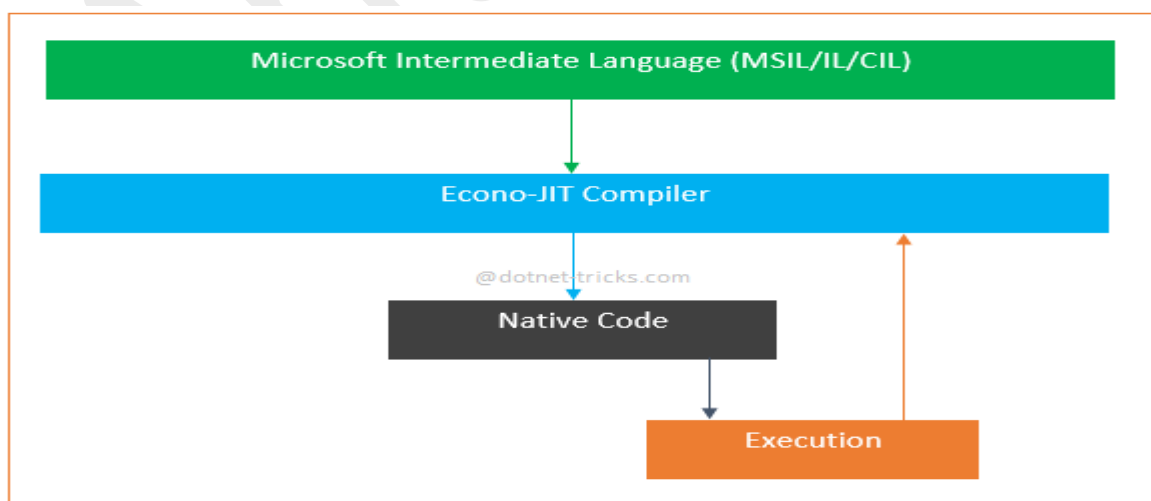 Microsoft Intermediate Language (MSIL/IL/CIL)
Econo-JIT Compiler
@dotnet-tricks.com
Native Code
Execution